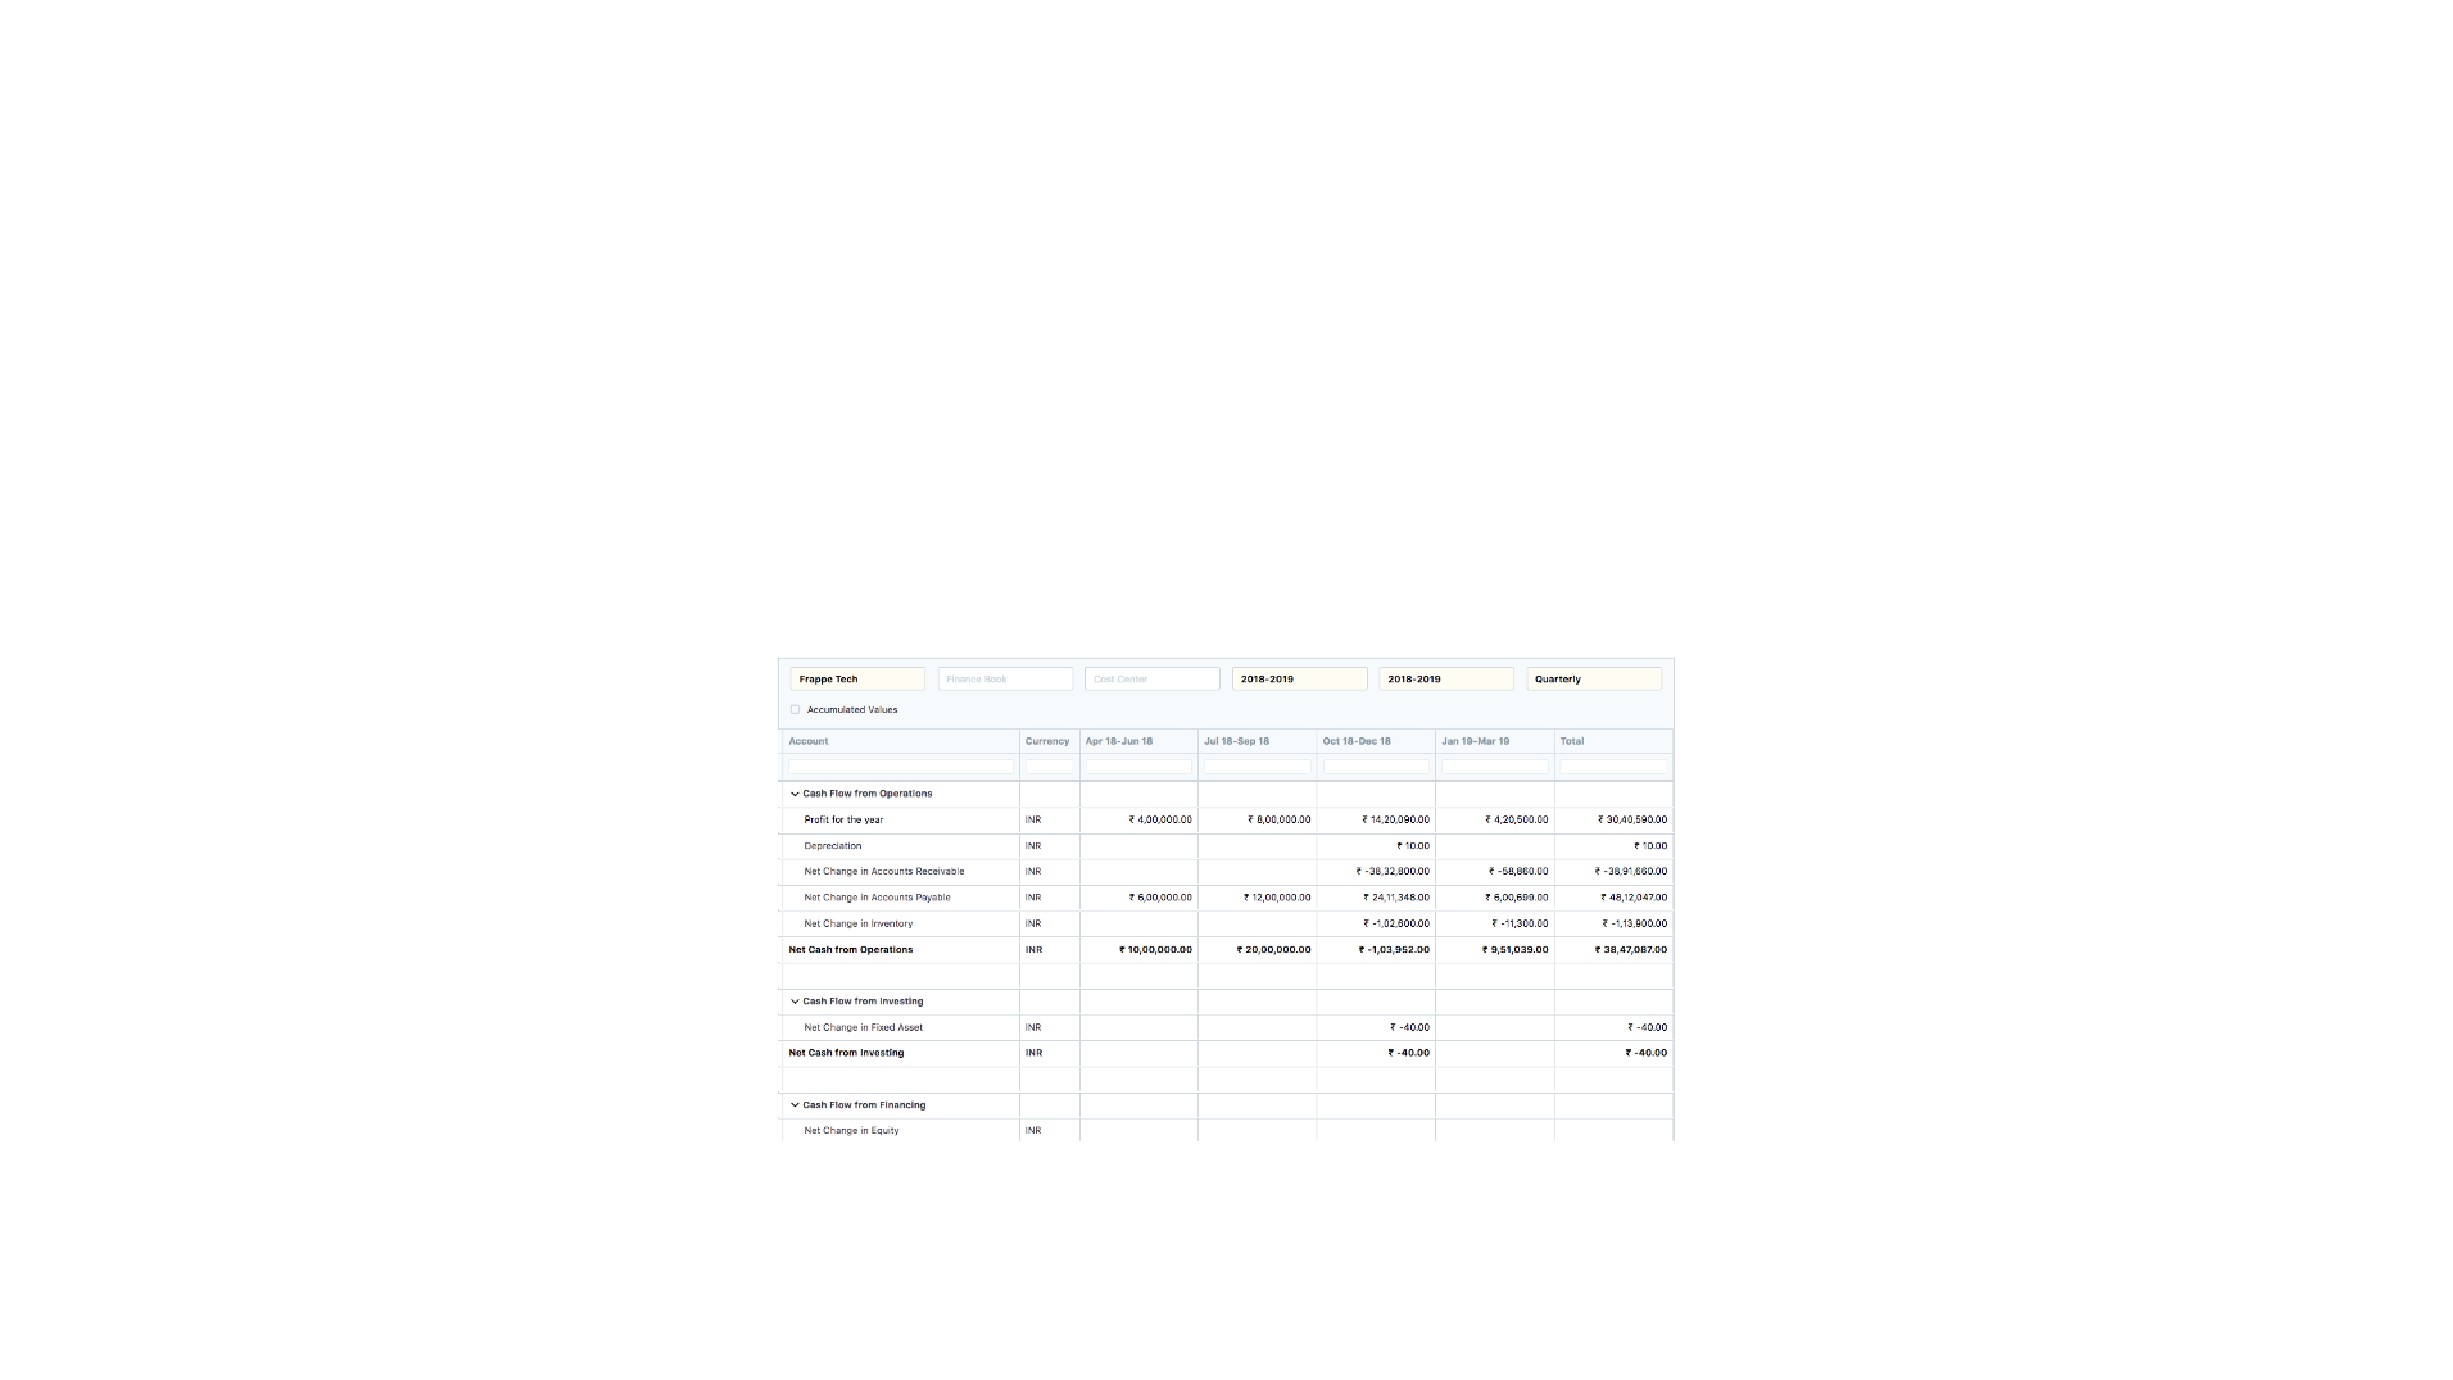 Frappe Tech Finance Book Cost Center 2018-2019 2018-2019 Quarterly
Accumulated Values
Account Currency Apr 18-Jun 18 Jul 18-Sep 18 Oct 18-Dec 18 Jan 19-Mar 19 Total
Cash Flow from Operations
Profit for the year INR ₹ 4,00,000.00 ₹ 8,00,000.00 ₹ 14,20,090.00 ₹ 4,20,500.00 ₹ 30,40,590.00
Depreciation INR ₹ 10.00 ₹ 10.00
Net Change in Accounts Receivable INR ₹ -38,32,800.00 ₹ -58,860.00 ₹ -38,91,660.00
Net Change in Accounts Payable INR ₹ 6,00,000.00 ₹ 12,00,000.00 ₹ 24,11,348.00 ₹ 6,00,699.00 ₹ 48,12,047.00
Net Change in Inventory INR ₹ -1,02,600.00 ₹ -11,300.00 ₹ -1,13,900.00
Net Cash from Operations INR ₹ 10,00,000.00 ₹ 20,00,000.00 ₹ -1,03,952.00 ₹ 9,51,039.00 ₹ 38,47,087.00
Cash Flow from Investing
Net Change in Fixed Asset INR ₹ -40.00 ₹ -40.00
Net Cash from Investing INR ₹ -40.00 ₹ -40.00
Cash Flow from Financing
Net Change in Equity INR